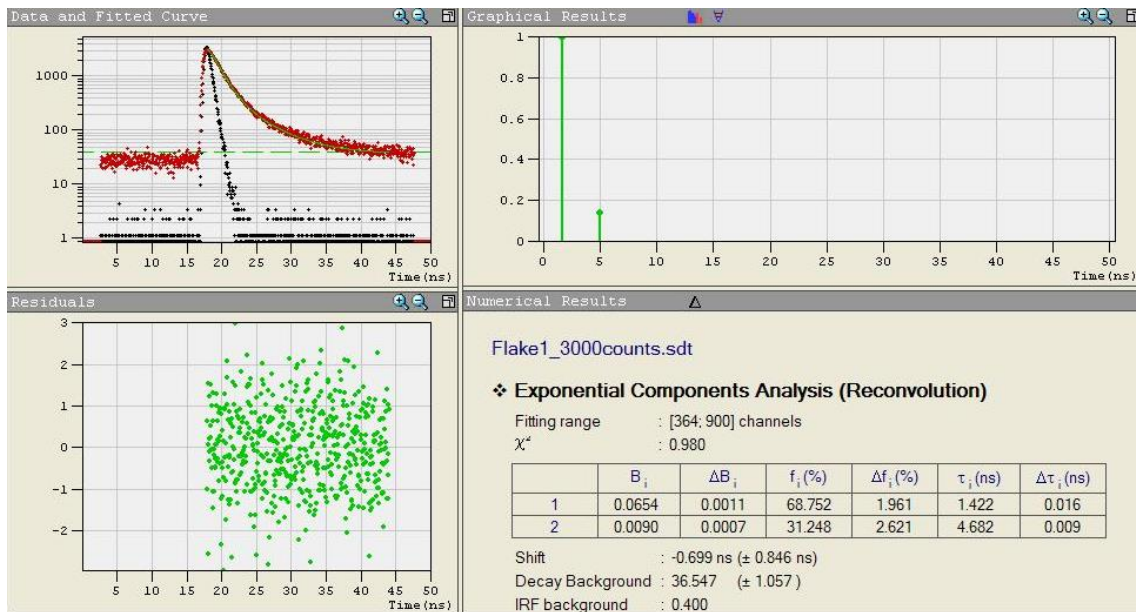 Data and Fitted Curve
1000
100
10
1
5 10 15 20 25 30 35 40 45 50
Time(ns)
Graphical Results
1
0.8
0.6
0.4
0.2
0
0 5 10 15 20 25 30 35 40 45 50
Time(ns)
Residuals
3
2
1
0
-1
-2
5 10 15 20 25 30 35 40 45 50
Time(ns)
Numerical Results
Flake1_3000counts.sdt
❖ Exponential Components Analysis (Reconvolution)
Fitting range : [364; 900] channels
χ² : 0.980
B i ΔB i f i (%) Δf i (%) τ i (ns) Δτ i (ns)
1 0.0654 0.0011 68.752 1.961 1.422 0.016
2 0.0090 0.0007 31.248 2.621 4.682 0.009
Shift : -0.699 ns (± 0.846 ns)
Decay Background : 36.547 (± 1.057 )
IRF background : 0.400